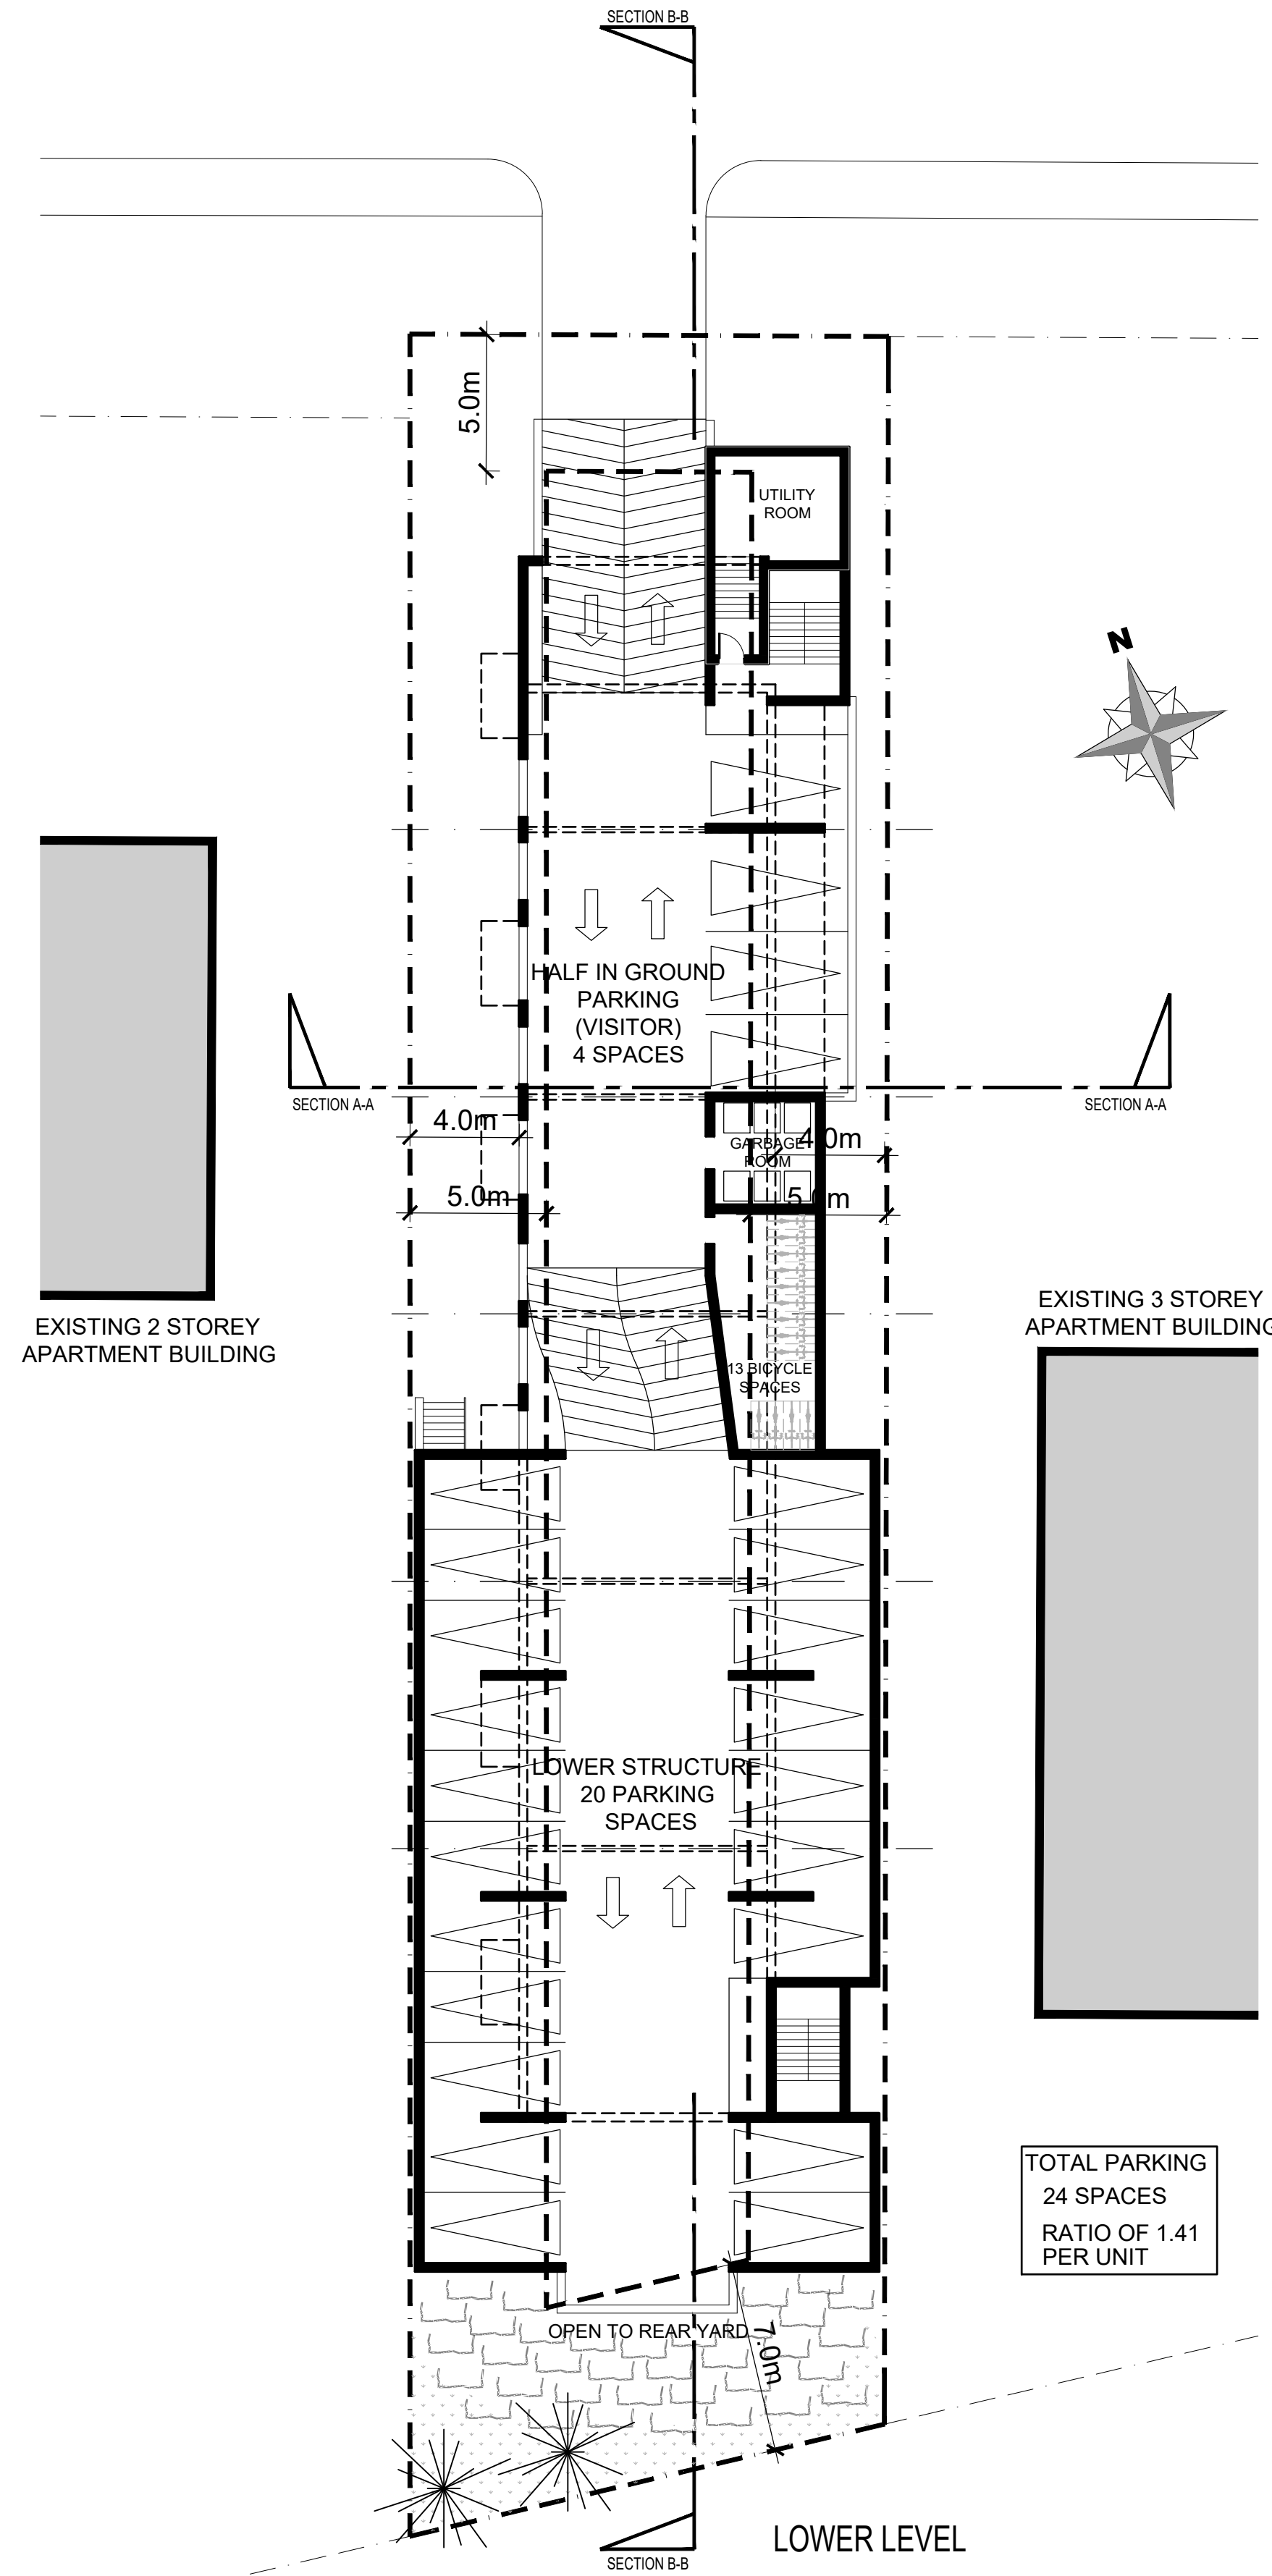 SECTION B-B
5.0m
UTILITY
ROOM
N
HALF IN GROUND
PARKING
(VISITOR)
4 SPACES
SECTION A-A
SECTION A-A
4.0m
GARBAGE
ROOM
4.0m
5.0m
5.0m
EXISTING 2 STOREY
APARTMENT BUILDING
EXISTING 3 STOREY
APARTMENT BUILDING
13 BICYCLE
SPACES
LOWER STRUCTURE
20 PARKING
SPACES
TOTAL PARKING
24 SPACES
RATIO OF 1.41
PER UNIT
OPEN TO REAR YARD
7.0m
LOWER LEVEL
SECTION B-B